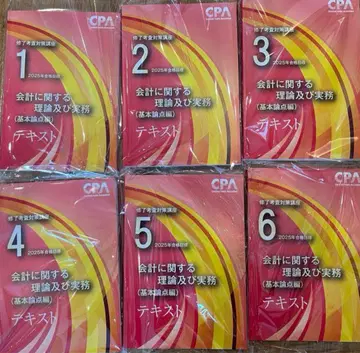 CPA
修了考査対策講座
1
2025年合格目標
会計に関する
理論及び実務
(基本論点編)
テキスト
CPA
修了考査対策講座
2
2025年合格目標
会計に関する
理論及び実務
(基本論点編)
テキスト
CPA
修了考査対策講座
3
2025年合格目標
会計に関する
理論及び実務
(基本論点編)
テキスト
CPA
修了考査対策講座
4
2025年合格目標
会計に関する
理論及び実務
(基本論点編)
テキスト
CPA
修了考査対策講座
5
2025年合格目標
会計に関する
理論及び実務
(基本論点編)
テキスト
CPA
修了考査対策講座
6
2025年合格目標
会計に関する
理論及び実務
(基本論点編)
テキスト